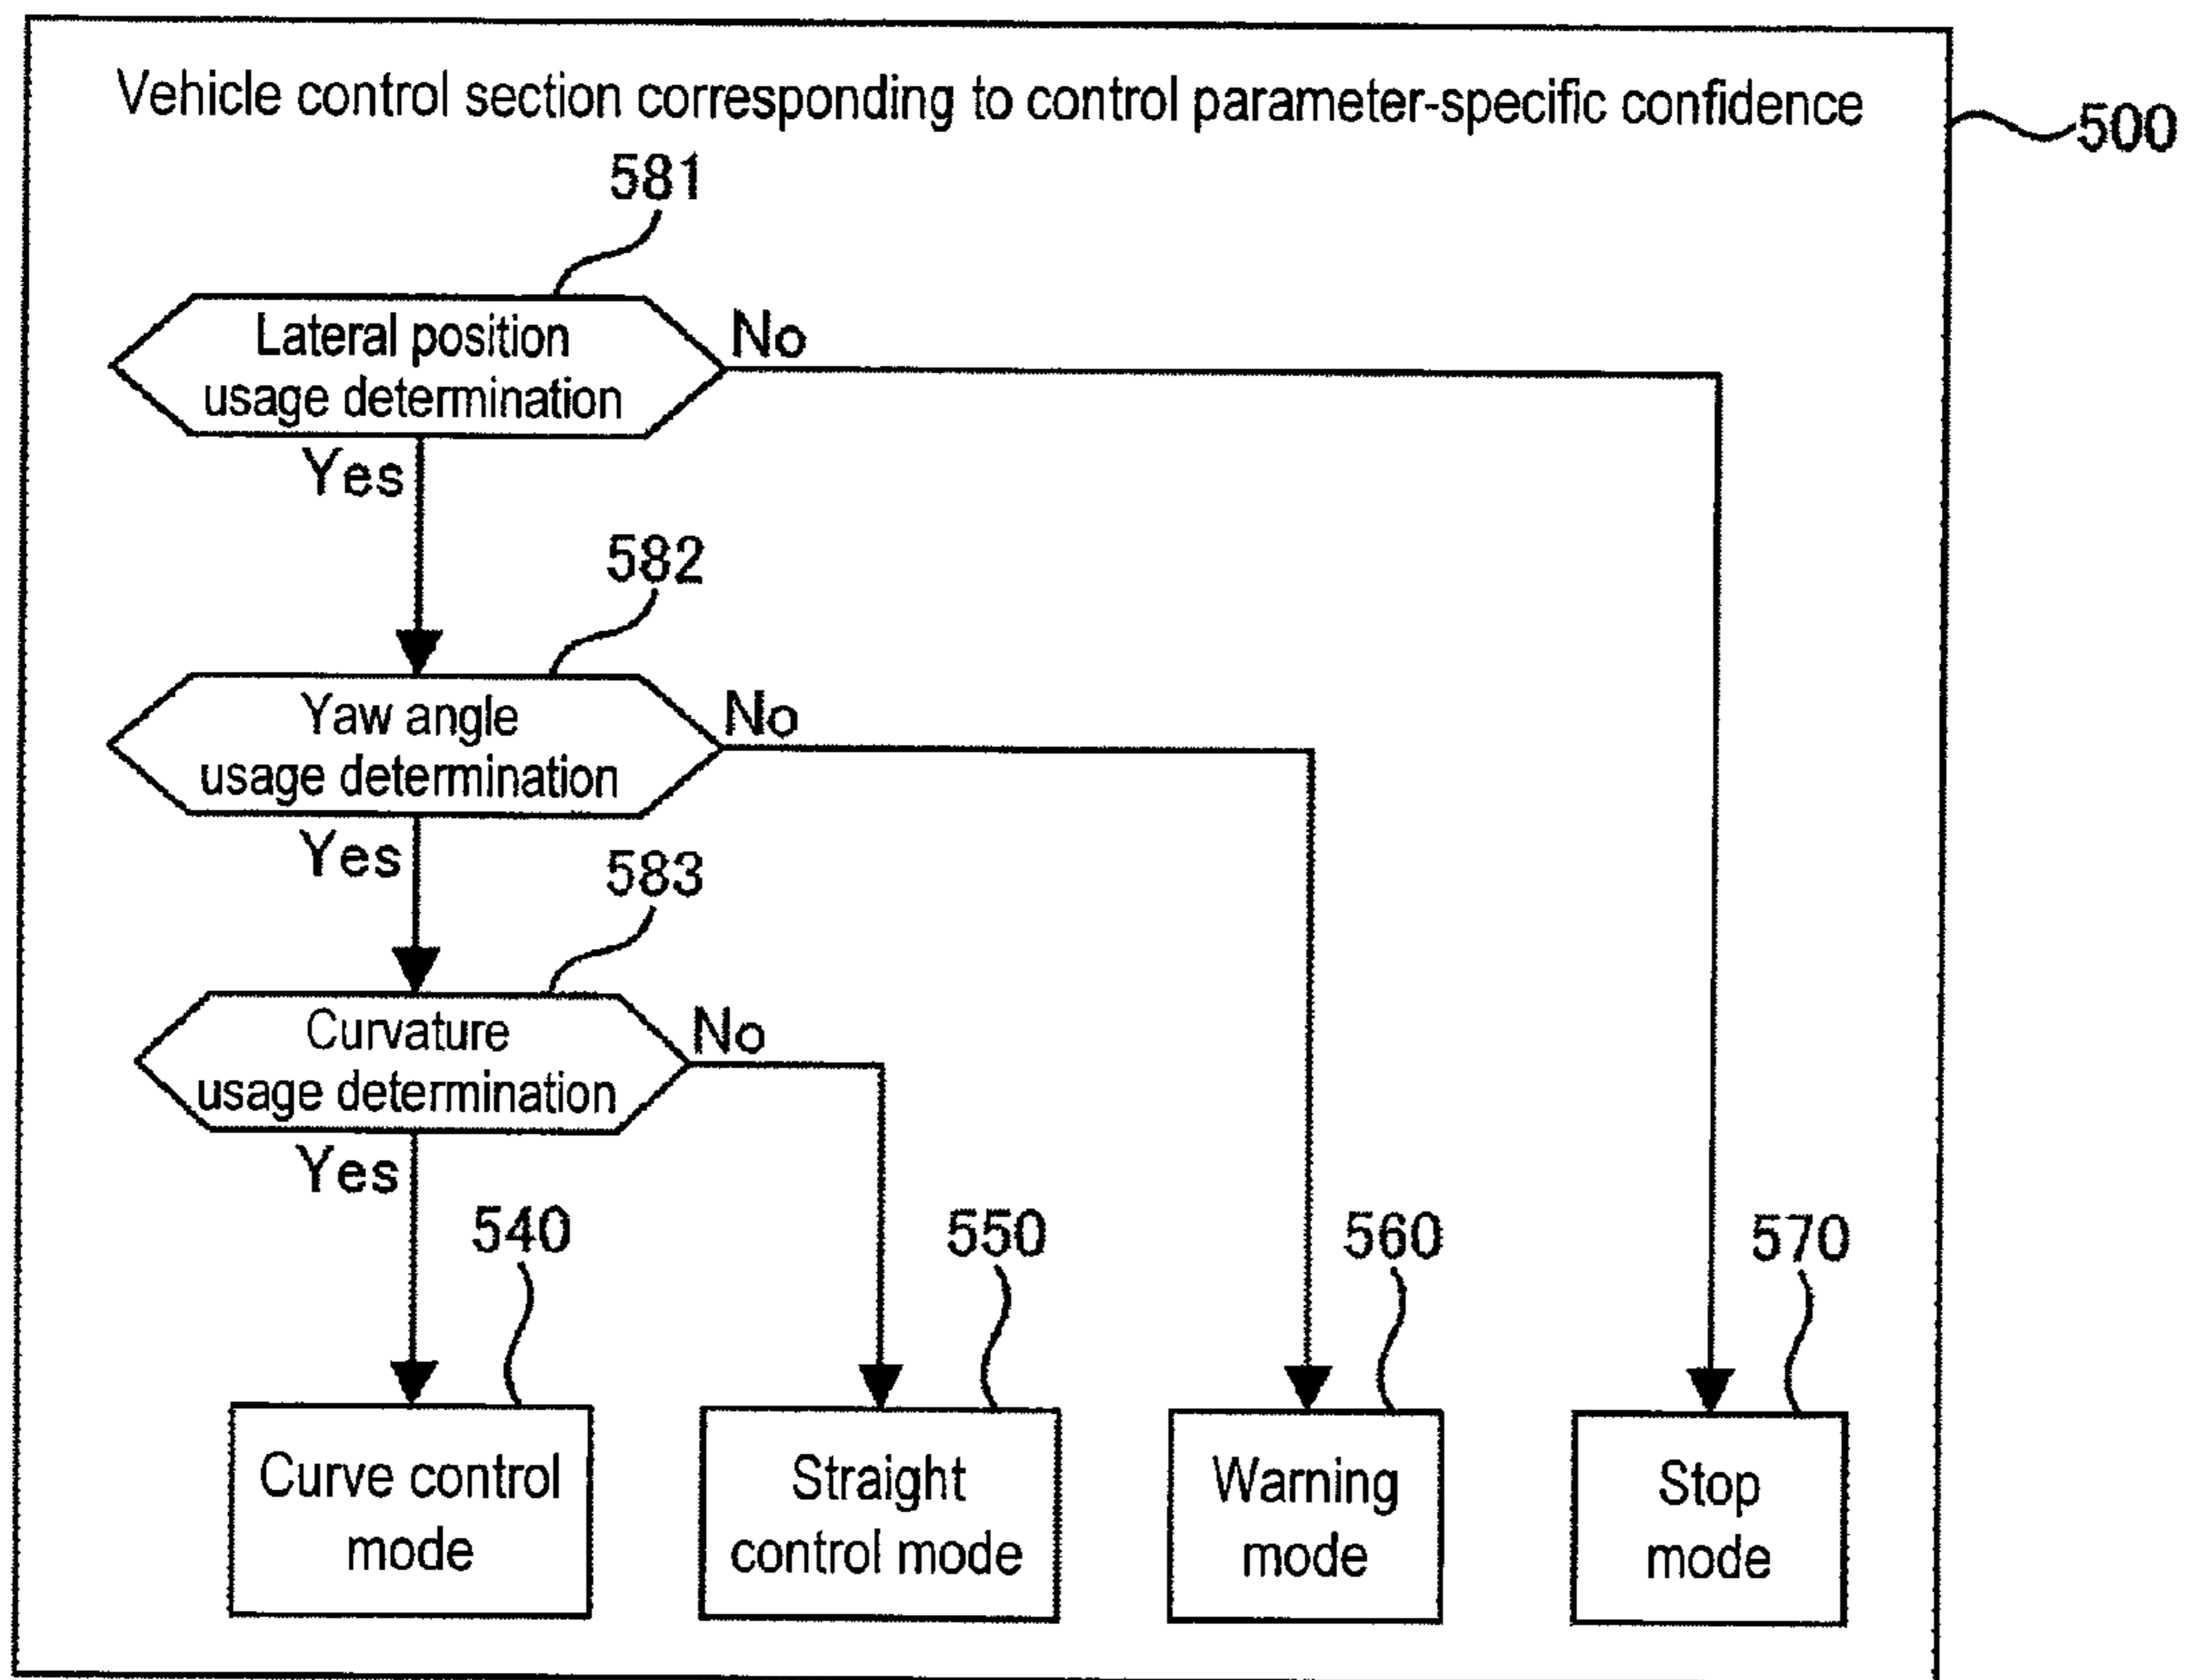 Vehicle control section corresponding to control parameter-specific confidence
500
581
Lateral position
usage determination
No
Yes
582
Yaw angle
usage determination
No
Yes
583
Curvature
usage determination
No
Yes
540
550
560
570
Curve control
mode
Straight
control mode
Warning
mode
Stop
mode